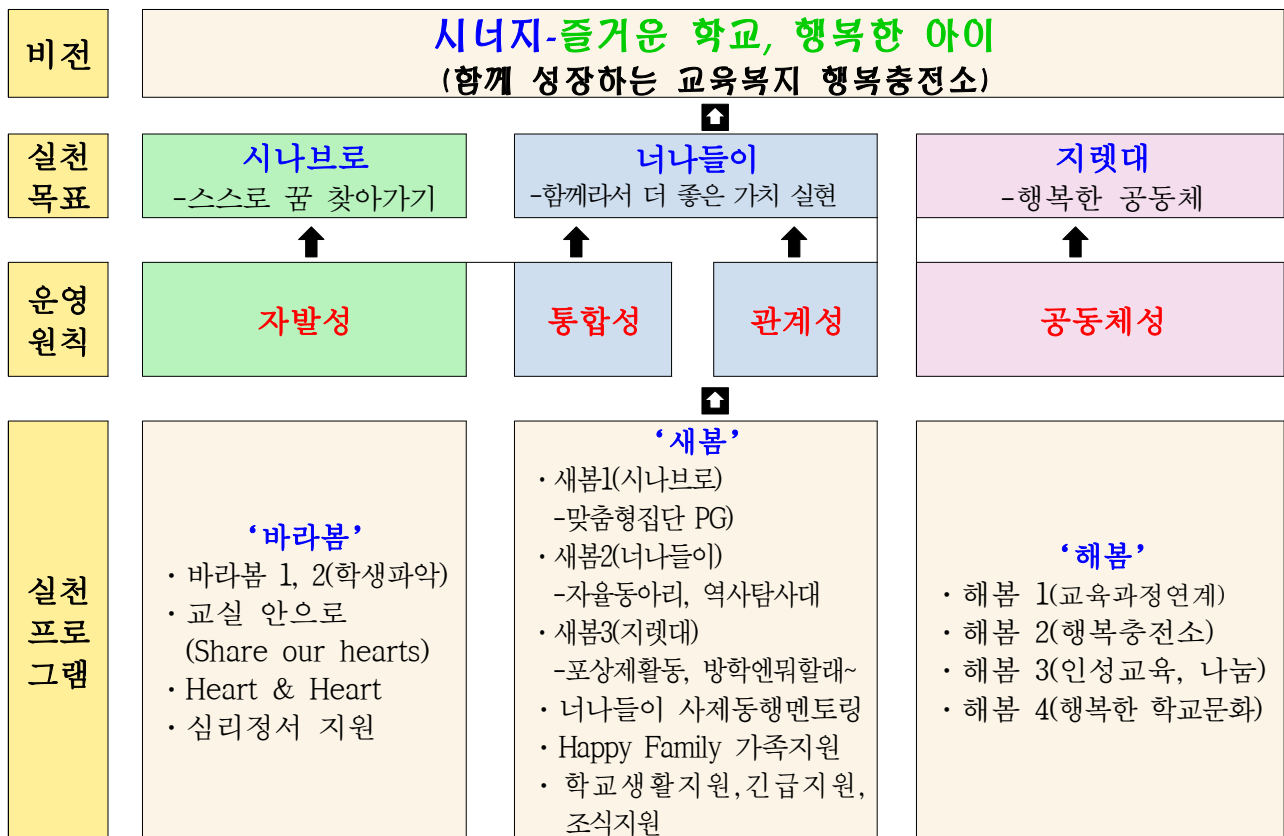 비전
시너지-즐거운 학교, 행복한 아이
(함께 성장하는 교육복지 행복충전소)
실천
목표
시나브로
-스스로 꿈 찾아가기
너나들이
-함께라서 더 좋은 가치 실현
지렛대
-행복한 공동체
운영
원칙
자발성
통합성
관계성
공동체성
실천
프로
그램
‘바라봄’
· 바라봄 1, 2(학생파악)
· 교실 안으로
(Share our hearts)
· Heart & Heart
· 심리정서 지원
‘새봄’
· 새봄1(시나브로)
-맞춤형집단 PG)
· 새봄2(너나들이)
-자율동아리, 역사탐사대
· 새봄3(지렛대)
-포상제활동, 방학엔뭐할래~
· 너나들이 사제동행멘토링
· Happy Family 가족지원
· 학교생활지원,긴급지원,
조식지원
‘해봄’
· 해봄 1(교육과정연계)
· 해봄 2(행복충전소)
· 해봄 3(인성교육, 나눔)
· 해봄 4(행복한 학교문화)